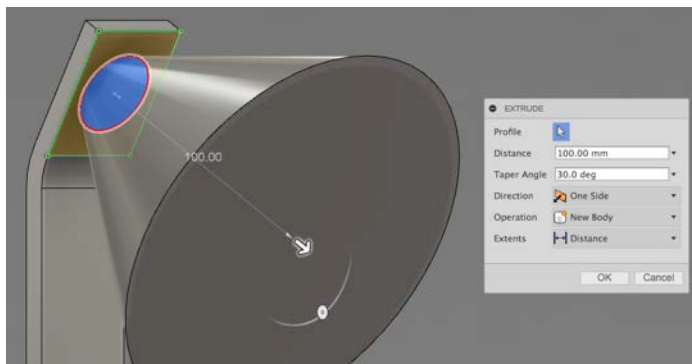 100.00
EXTRUDE
Profile
Distance 100.00 mm
Taper Angle 30.0 deg
Direction One Side
Operation New Body
Extents Distance
OK Cancel